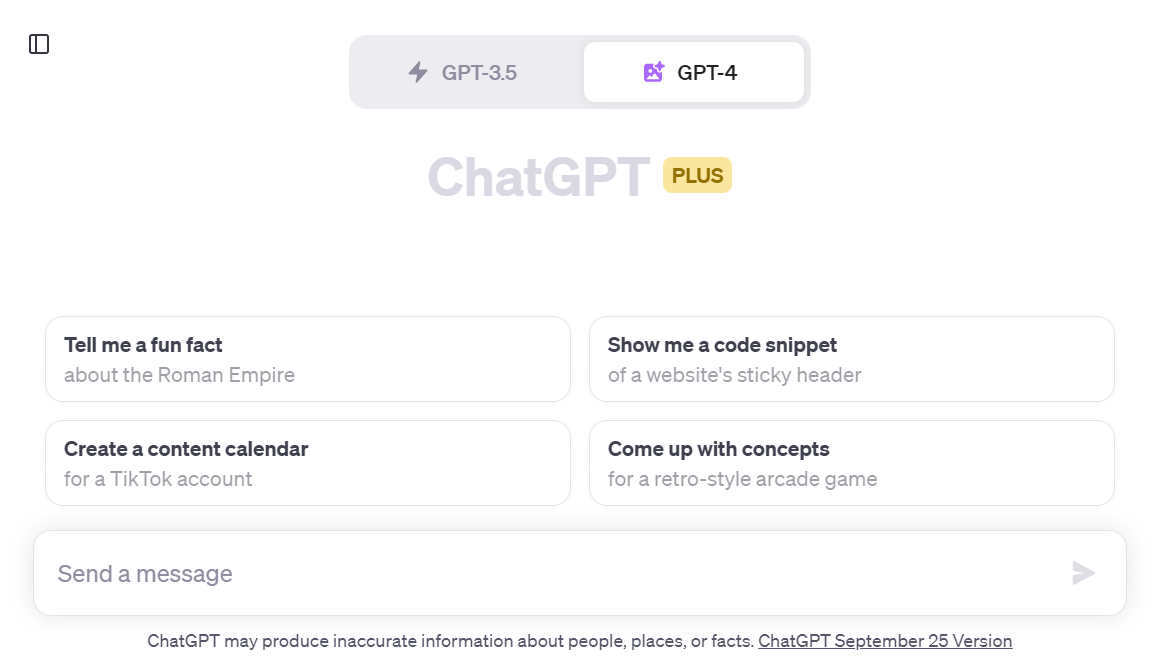 GPT-3.5
GPT-4
ChatGPT PLUS
Tell me a fun fact
about the Roman Empire
Show me a code snippet
of a website's sticky header
Create a content calendar
for a TikTok account
Come up with concepts
for a retro-style arcade game
Send a message
ChatGPT may produce inaccurate information about people, places, or facts. ChatGPT September 25 Version